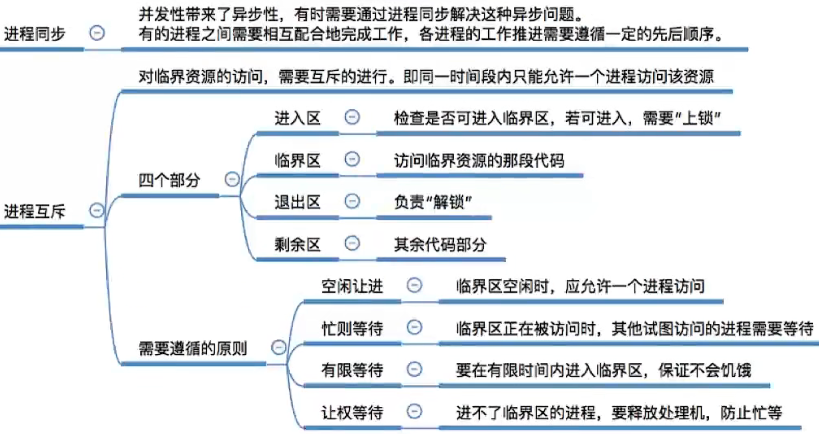 并发性带来了异步性，有时需要通过进程同步解决这种异步问题。
进程同步
有的进程之间需要相互配合地完成工作，各进程的工作推进需要遵循一定的先后顺序。
对临界资源的访问，需要互斥的进行。即同一时间段内只能允许一个进程访问该资源
进入区 检查是否可进入临界区，若可进入，需要“上锁”
临界区 访问临界资源的那段代码
四个部分
退出区 负责“解锁”
进程互斥
剩余区 其余代码部分
空闲让进 临界区空闲时，应允许一个进程访问
忙则等待 临界区正在被访问时，其他试图访问的进程需要等待
需要遵循的原则
有限等待 要在有限时间内进入临界区，保证不会饥饿
让权等待 进不了临界区的进程，要释放处理机，防止忙等